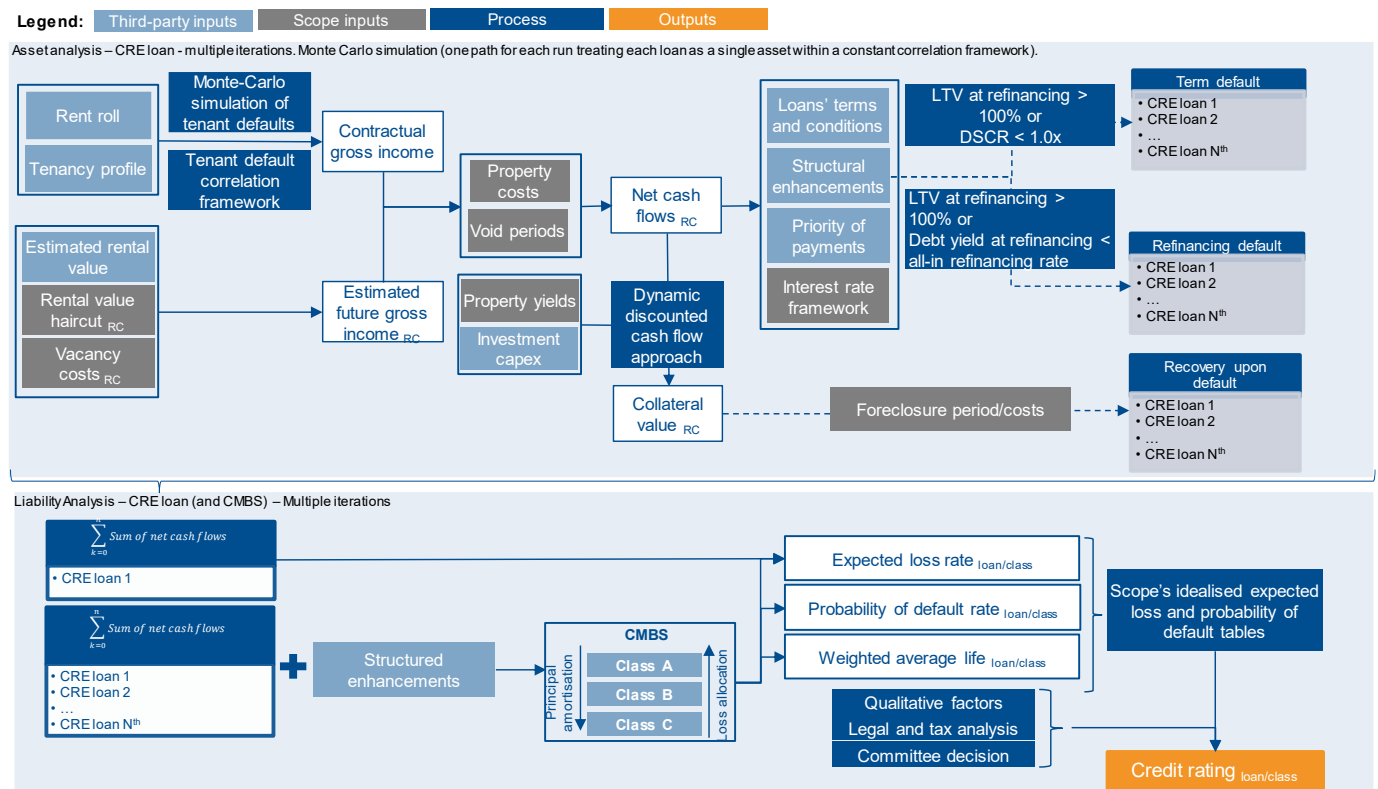 Legend:
Third-party inputs
Scope inputs
Process
Outputs
Asset analysis – CRE loan - multiple iterations. Monte Carlo simulation (one path for each run treating each loan as a single asset within a constant correlation framework).
Rent roll
Tenancy profile
Monte-Carlo
simulation of
tenant defaults
Tenant default
correlation
framework
Contractual
gross income
Estimated rental
value
Rental value
haircut RC
Vacancy
costs RC
Estimated
future gross
income RC
Property
costs
Void periods
Property yields
Investment
capex
Net cash
flows RC
Dynamic
discounted
cash flow
approach
Collateral
value RC
Loans' terms
and conditions
Structural
enhancements
Priority of
payments
Interest rate
framework
LTV at refinancing >
100% or
DSCR < 1.0x
LTV at refinancing >
100% or
Debt yield at refinancing <
all-in refinancing rate
Foreclosure period/costs
Term default
• CRE loan 1
• CRE loan 2
• …
• CRE loan Nth
Refinancing default
• CRE loan 1
• CRE loan 2
• …
• CRE loan Nth
Recovery upon
default
• CRE loan 1
• CRE loan 2
• …
• CRE loan Nth
Liability Analysis – CRE loan (and CMBS) – Multiple iterations
n
∑ Sum of net cash flows
k=0
• CRE loan 1
n
∑ Sum of net cash flows
k=0
• CRE loan 1
• CRE loan 2
• …
• CRE loan Nth
Structured
enhancements
CMBS
Principal
amortisation
Class A
Class B
Class C
Loss allocation
Expected loss rate loan/class
Probability of default rate loan/class
Weighted average life loan/class
Scope's idealised expected
loss and probability of
default tables
Qualitative factors
Legal and tax analysis
Committee decision
Credit rating loan/class